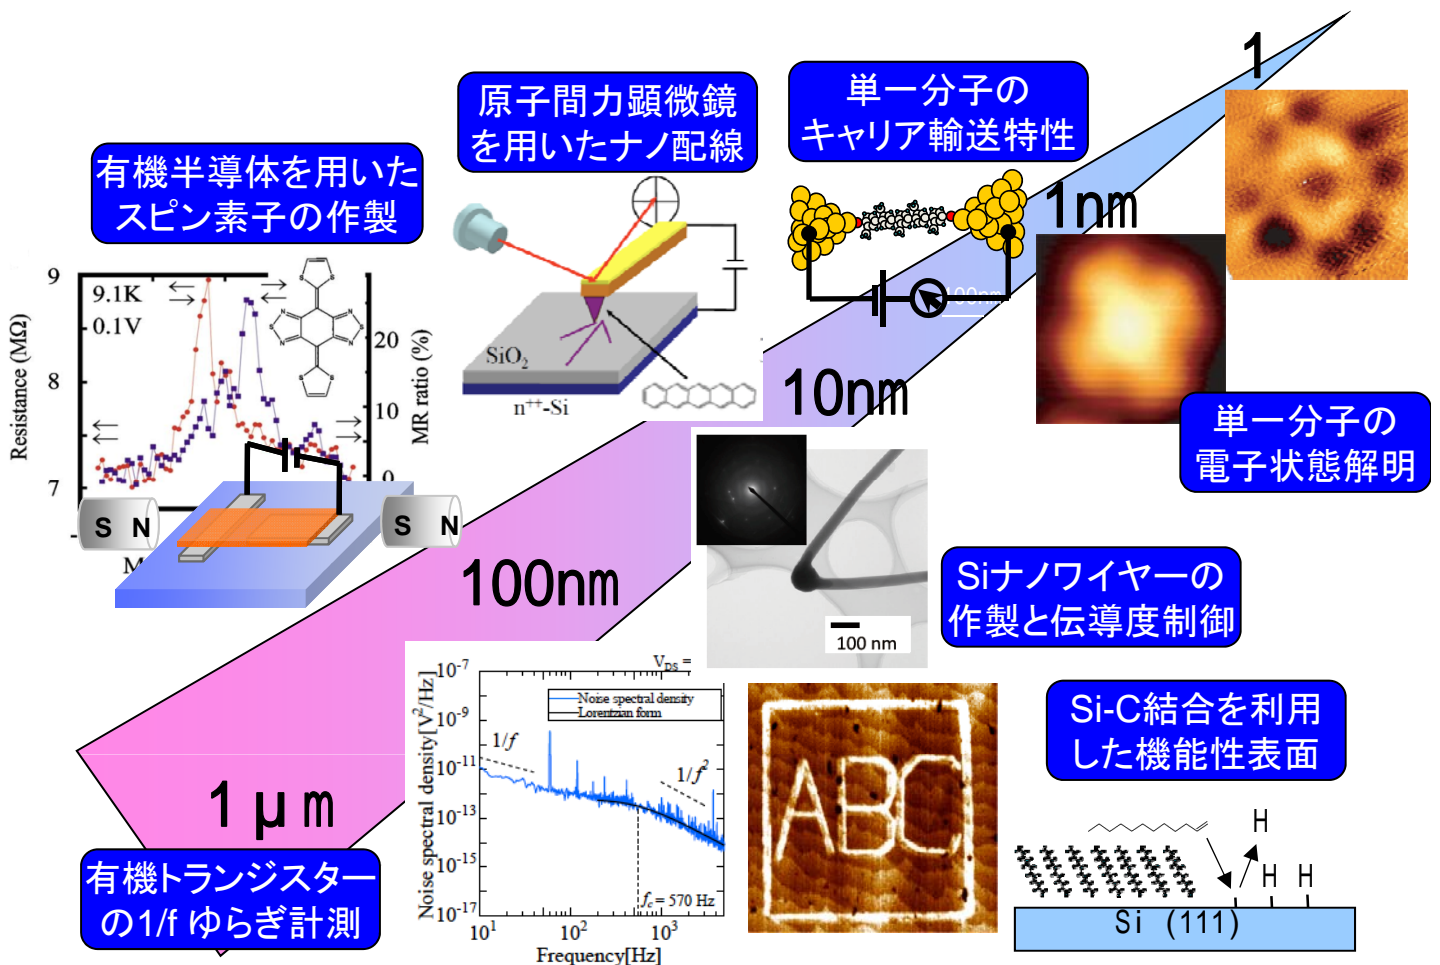 1
原子間力顕微鏡
を用いたナノ配線
単一分子の
キャリア輸送特性
有機半導体を用いた
スピン素子の作製
1nm
9
9.1K
0.1V
8
7
Resistance (MΩ)
20
10
0
MR ratio (%)
S
S
S
S
N
S
N
N
S
N
S N
S N
M
SiO2
n++-Si
100nm
10nm
単一分子の
電子状態解明
100nm
Siナノワイヤーの
作製と伝導度制御
100 nm
1μm
有機トランジスター
の1/f ゆらぎ計測
VDS =
Noise spectral density
Lorentzian form
1/f
1/f2
fc = 570 Hz
10-7
10-9
10-11
10-13
10-15
10-17
Noise spectral density[V2/Hz]
101
102
103
Frequency[Hz]
ABC
Si-C結合を利用
した機能性表面
H
H H
Si (111)